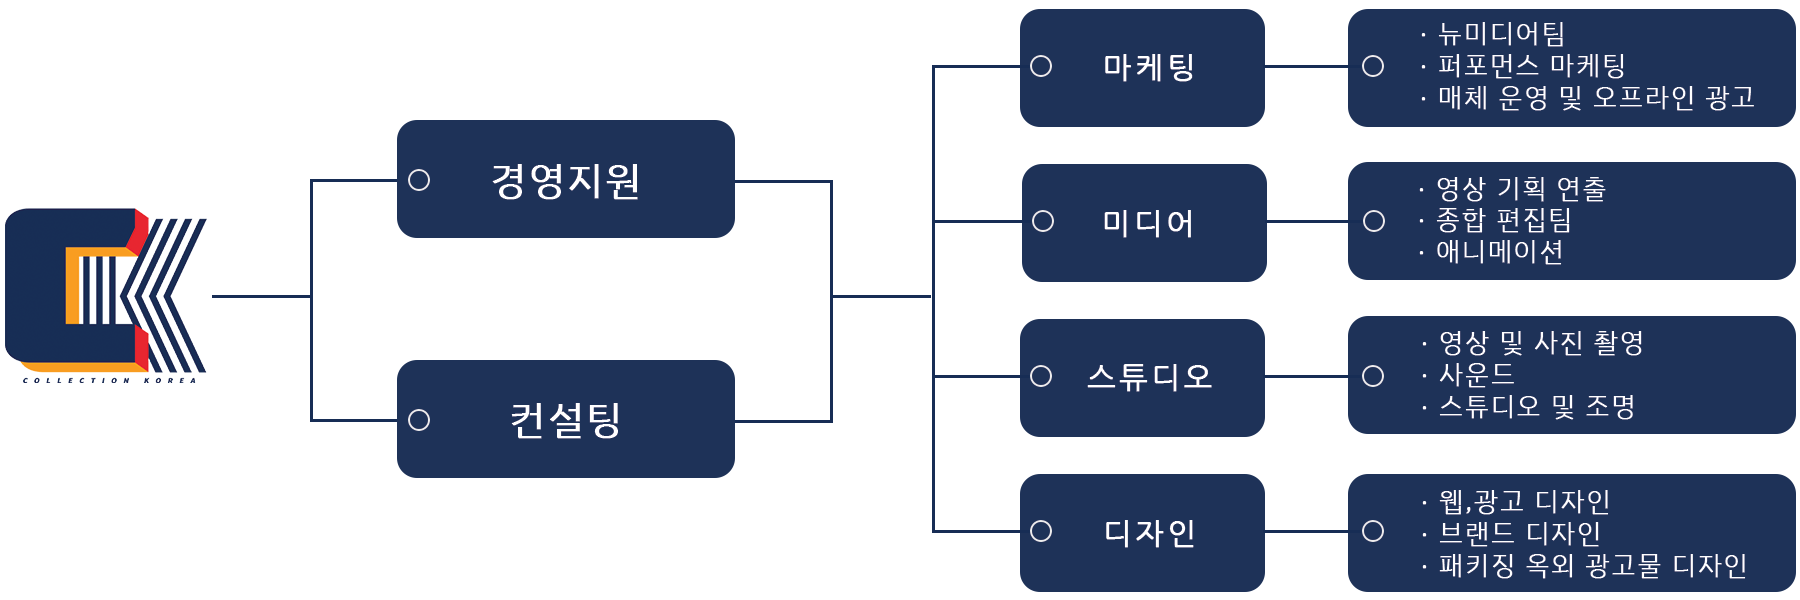 COLLECTION KOREA
경영지원
컨설팅
마케팅
· 뉴미디어팀
· 퍼포먼스 마케팅
· 매체 운영 및 오프라인 광고
미디어
· 영상 기획 연출
· 종합 편집팀
· 애니메이션
스튜디오
· 영상 및 사진 촬영
· 사운드
· 스튜디오 및 조명
디자인
· 웹,광고 디자인
· 브랜드 디자인
· 패키징 옥외 광고물 디자인